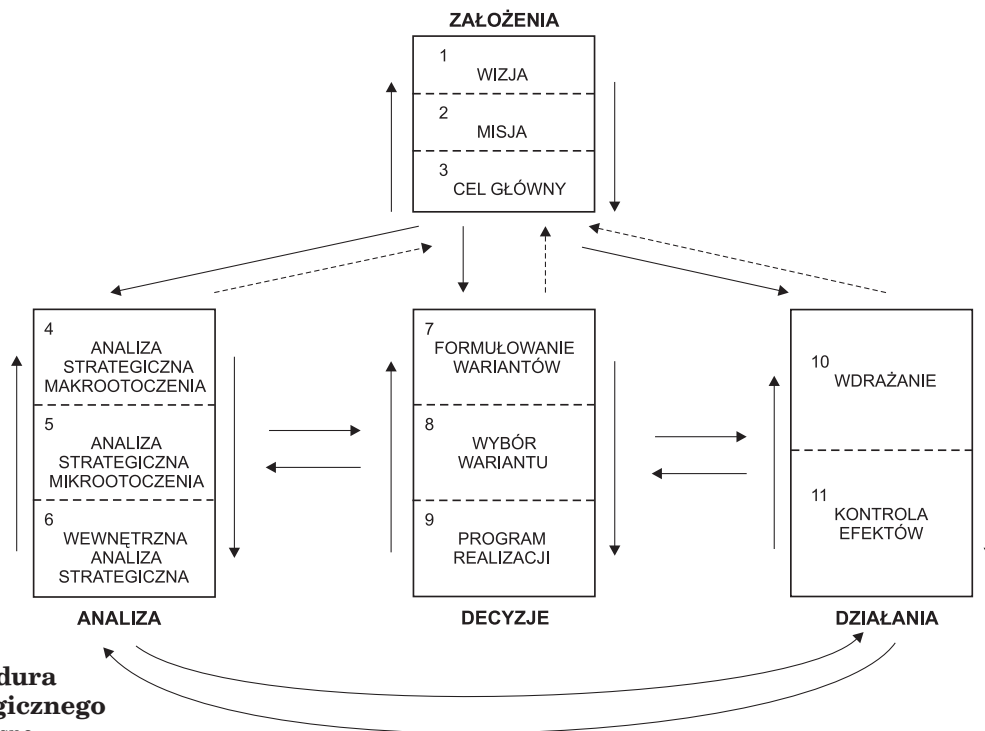 ZAŁOŻENIA
1
WIZJA
2
MISJA
3
CEL GŁÓWNY
4
ANALIZA
STRATEGICZNA
MAKROOTOCZENIA
5
ANALIZA
STRATEGICZNA
MIKROOTOCZENIA
6
WEWNĘTRZNA
ANALIZA
STRATEGICZNA
ANALIZA
7
FORMUŁOWANIE
WARIANTÓW
8
WYBÓR
WARIANTU
9
PROGRAM
REALIZACJI
DECYZJE
10
WDRAŻANIE
11
KONTROLA
EFEKTÓW
DZIAŁANIA
dura
gicznego